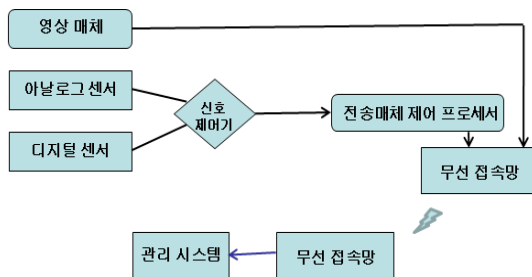 영상 매체
아날로그 센서
신호
제어기
디지털 센서
전송매체 제어 프로세서
무선 접속망
관리 시스템
무선 접속망